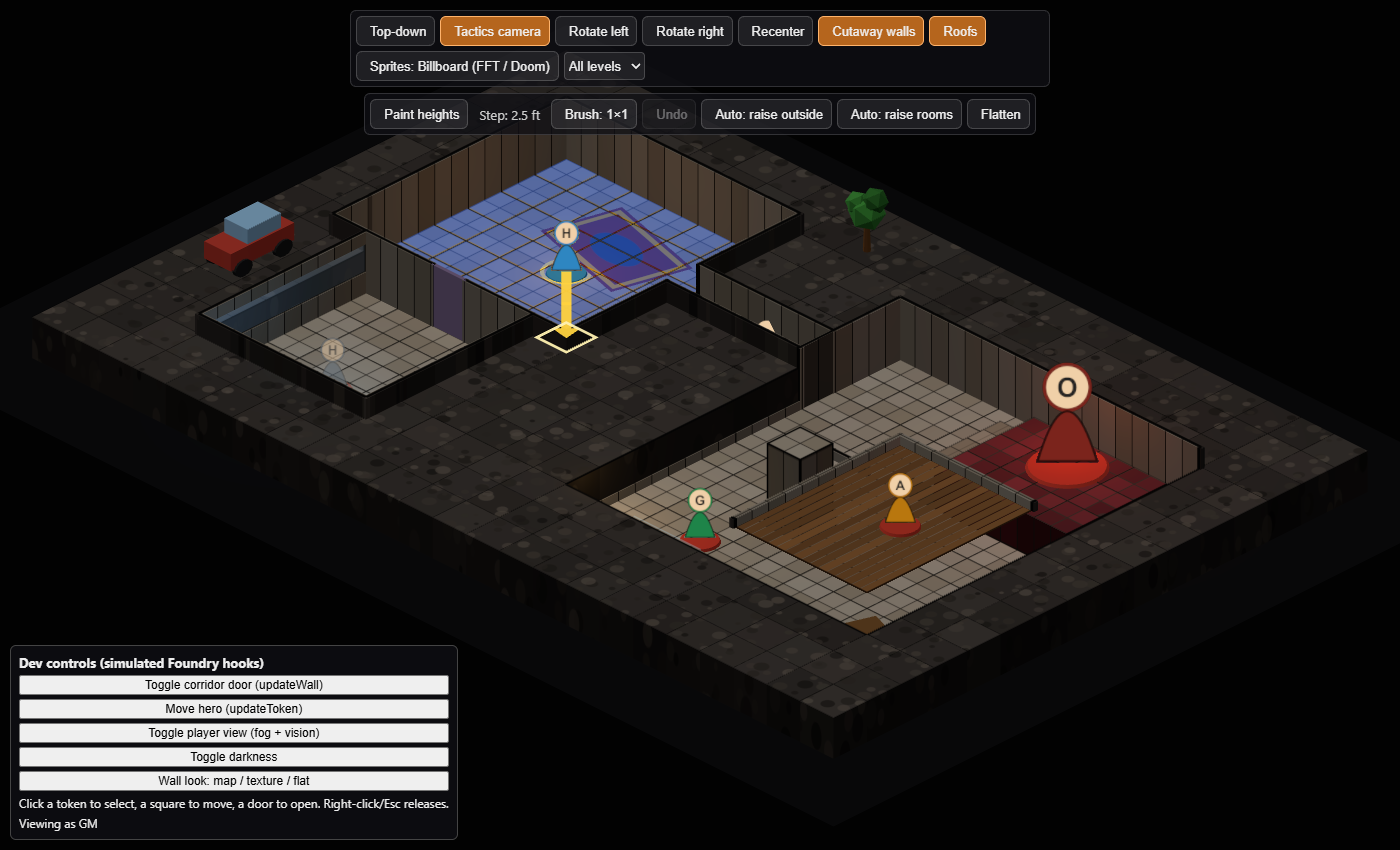 Top-down Tactics camera Rotate left Rotate right Recenter Cutaway walls Roofs
Sprites: Billboard (FFT / Doom) All levels
Paint heights Step: 2.5 ft Brush: 1×1 Undo Auto: raise outside Auto: raise rooms Flatten
H
H
O
A
G
Dev controls (simulated Foundry hooks)
Toggle corridor door (updateWall)
Move hero (updateToken)
Toggle player view (fog + vision)
Toggle darkness
Wall look: map / texture / flat
Click a token to select, a square to move, a door to open. Right-click/Esc releases.
Viewing as GM